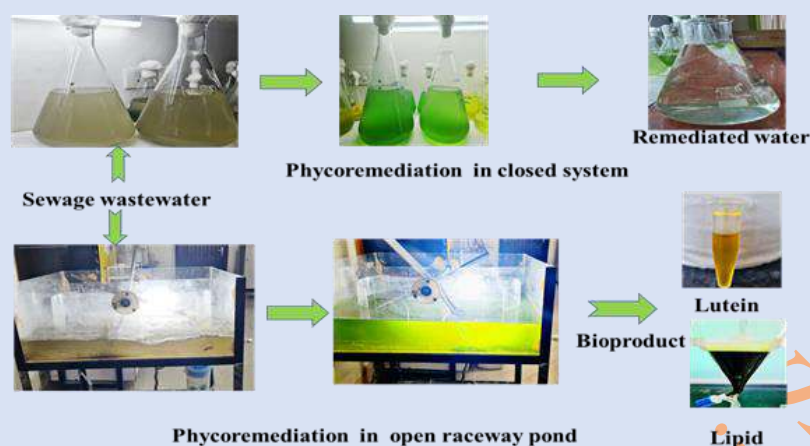 Remediated water
Phycoremediation in closed system
Sewage wastewater
Lutein
Bioproduct
Phycoremediation in open raceway pond
Lipid